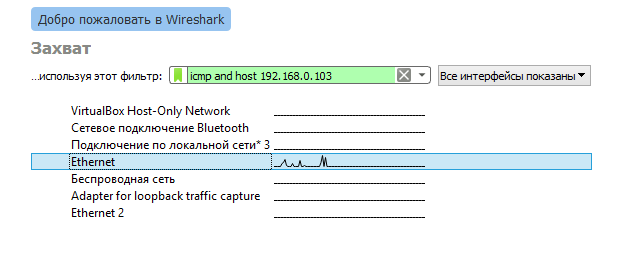 Добро пожаловать в Wireshark
Захват
...используя этот фильтр: icmp and host 192.168.0.103 Все интерфейсы показаны
VirtualBox Host-Only Network
Сетевое подключение Bluetooth
Подключение по локальной сети* 3
Ethernet
Беспроводная сеть
Adapter for loopback traffic capture
Ethernet 2